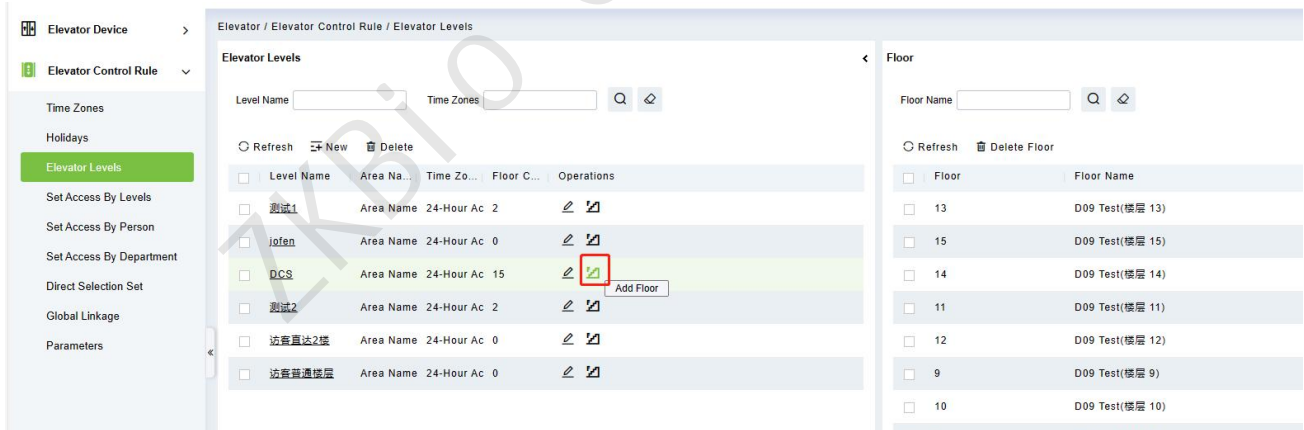 Elevator Device
Elevator Control Rule
Time Zones
Holidays
Elevator Levels
Set Access By Levels
Set Access By Person
Set Access By Department
Direct Selection Set
Global Linkage
Parameters
Elevator / Elevator Control Rule / Elevator Levels
Elevator Levels
Level Name Time Zones
Refresh New Delete
Level Name Area Na... Time Zo... Floor C... Operations
测试1 Area Name 24-Hour Ac 2
jofen Area Name 24-Hour Ac 0
DCS Area Name 24-Hour Ac 15
Add Floor
测试2 Area Name 24-Hour Ac 2
访客直达2楼 Area Name 24-Hour Ac 0
访客普通楼层 Area Name 24-Hour Ac 0
Floor
Floor Name
Refresh Delete Floor
Floor Floor Name
13 D09 Test(楼层 13)
15 D09 Test(楼层 15)
14 D09 Test(楼层 14)
11 D09 Test(楼层 11)
12 D09 Test(楼层 12)
9 D09 Test(楼层 9)
10 D09 Test(楼层 10)
ZKBio